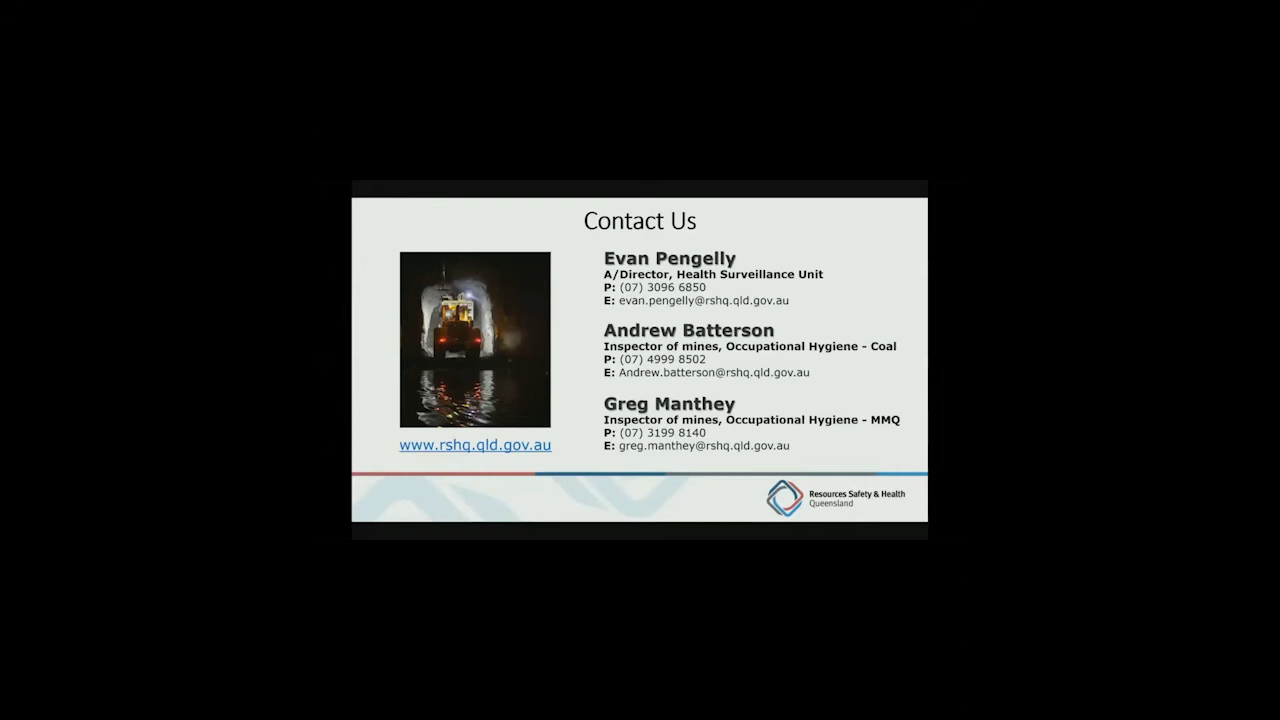 Contact Us
Evan Pengelly
A/Director, Health Surveillance Unit
P: (07) 3096 6850
E: evan.pengelly@rshq.qld.gov.au
Andrew Batterson
Inspector of mines, Occupational Hygiene - Coal
P: (07) 4999 8502
E: Andrew.batterson@rshq.qld.gov.au
Greg Manthey
Inspector of mines, Occupational Hygiene - MMQ
P: (07) 3199 8140
E: greg.manthey@rshq.qld.gov.au
www.rshq.qld.gov.au
Resources Safety & Health
Queensland